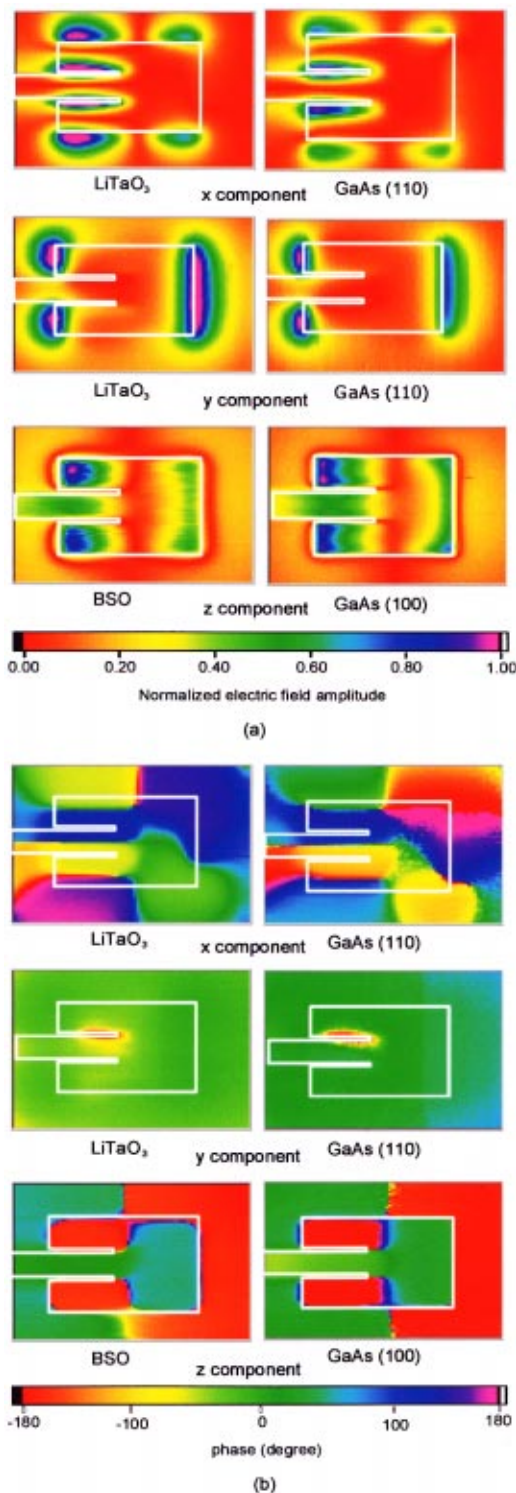 LiTaO₃ GaAs (110)
x component
LiTaO₃ GaAs (110)
y component
BSO GaAs (100)
z component
0.00 0.20 0.40 0.60 0.80 1.00
Normalized electric field amplitude
(a)
LiTaO₃ GaAs (110)
x component
LiTaO₃ GaAs (110)
y component
BSO GaAs (100)
z component
-180 -100 0 100 180
phase (degree)
(b)